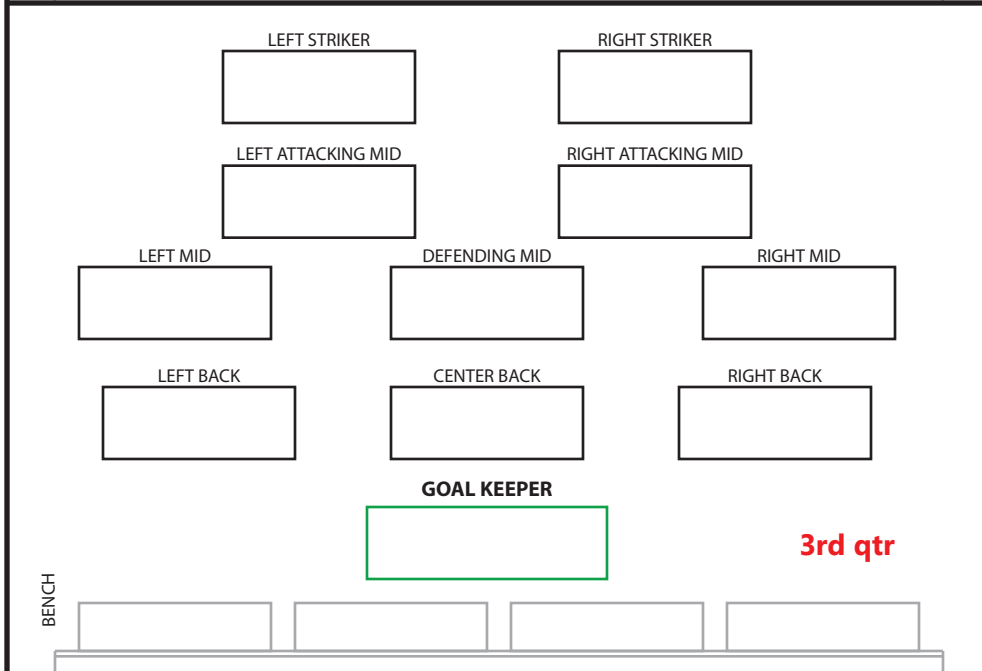 LEFT STRIKER
RIGHT STRIKER
LEFT ATTACKING MID
RIGHT ATTACKING MID
LEFT MID
DEFENDING MID
RIGHT MID
LEFT BACK
CENTER BACK
RIGHT BACK
GOAL KEEPER
3rd qtr
BENCH